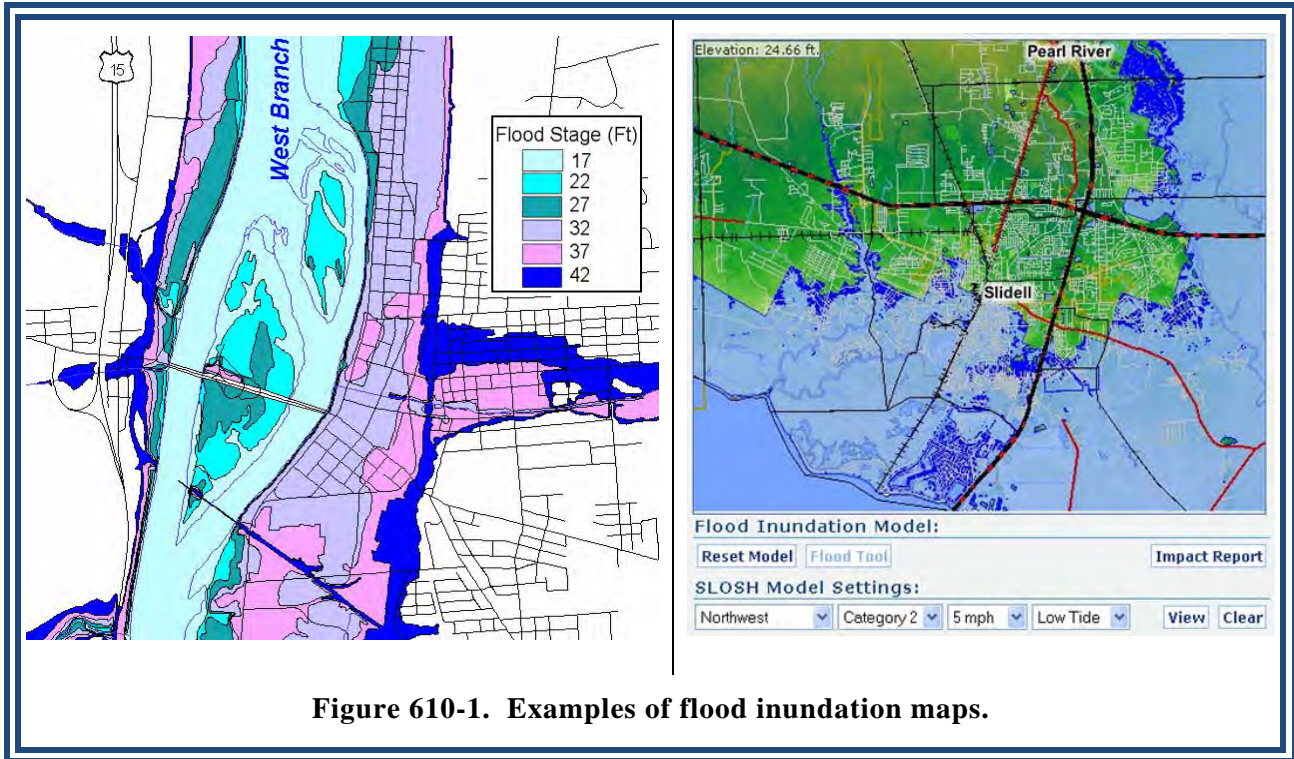 15
West Branch
Flood Stage (Ft)
17
22
27
32
37
42
Elevation: 24.66 ft.
Pearl River
Slidell
Flood Inundation Model:
Reset Model Flood Tool Impact Report
SLOSH Model Settings:
Northwest Category 2 5 mph Low Tide View Clear
Figure 610-1. Examples of flood inundation maps.